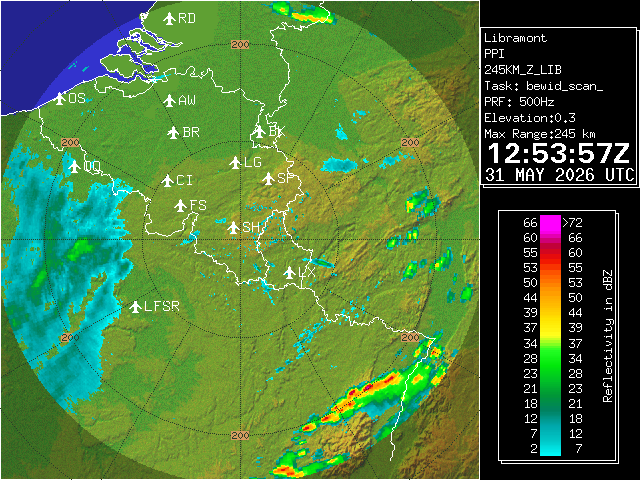 Libramont
PPI
245KM_Z_LIB
Task: bewid_scan_
PRF: 500Hz
Elevation:0.3
Max Range:245 km
12:53:57Z
31 MAY 2026 UTC
RD
200
OS
AW
BR
BK
200
200
LG
CI
SP
FS
SH
LX
LFSR
200
200
200
66 >72
60 66
55 60
53 55
50 53
44 50
39 44
37 39
34 37
28 34
23 28
21 23
18 21
12 18
7 12
2 7
Reflectivity in dBZ